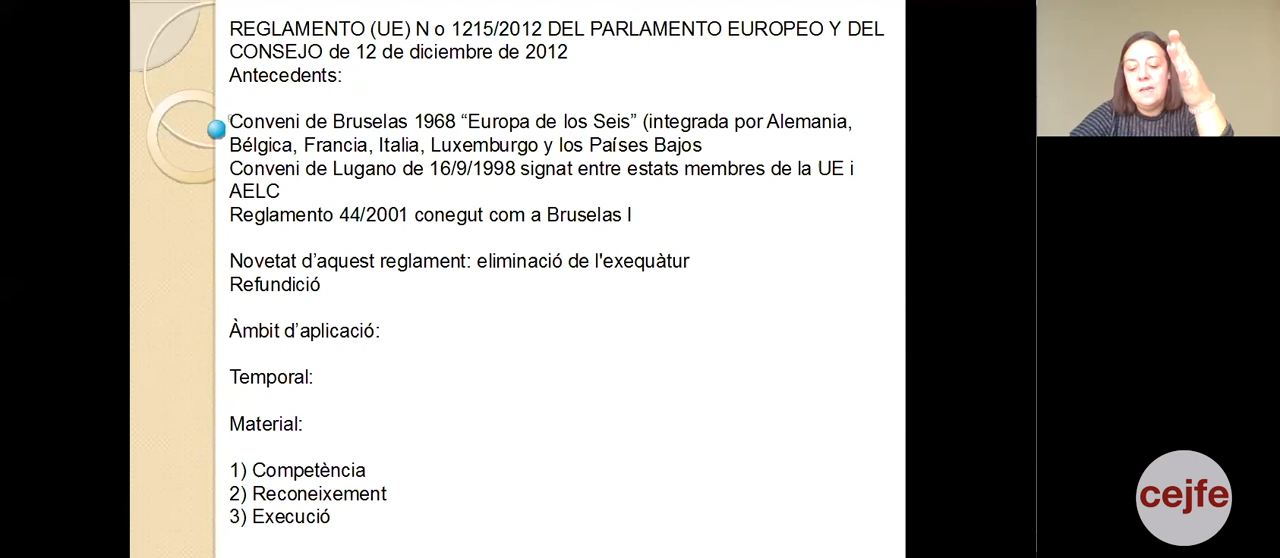 REGLAMENTO (UE) N o 1215/2012 DEL PARLAMENTO EUROPEO Y DEL
CONSEJO de 12 de diciembre de 2012
Antecedents:
Conveni de Bruselas 1968 “Europa de los Seis” (integrada por Alemania,
Bélgica, Francia, Italia, Luxemburgo y los Países Bajos
Conveni de Lugano de 16/9/1998 signat entre estats membres de la UE i
AELC
Reglamento 44/2001 conegut com a Bruselas I
Novetat d’aquest reglament: eliminació de l'exequàtur
Refundició
Àmbit d’aplicació:
Temporal:
Material:
1) Competència
2) Reconeixement
3) Execució
cejfe